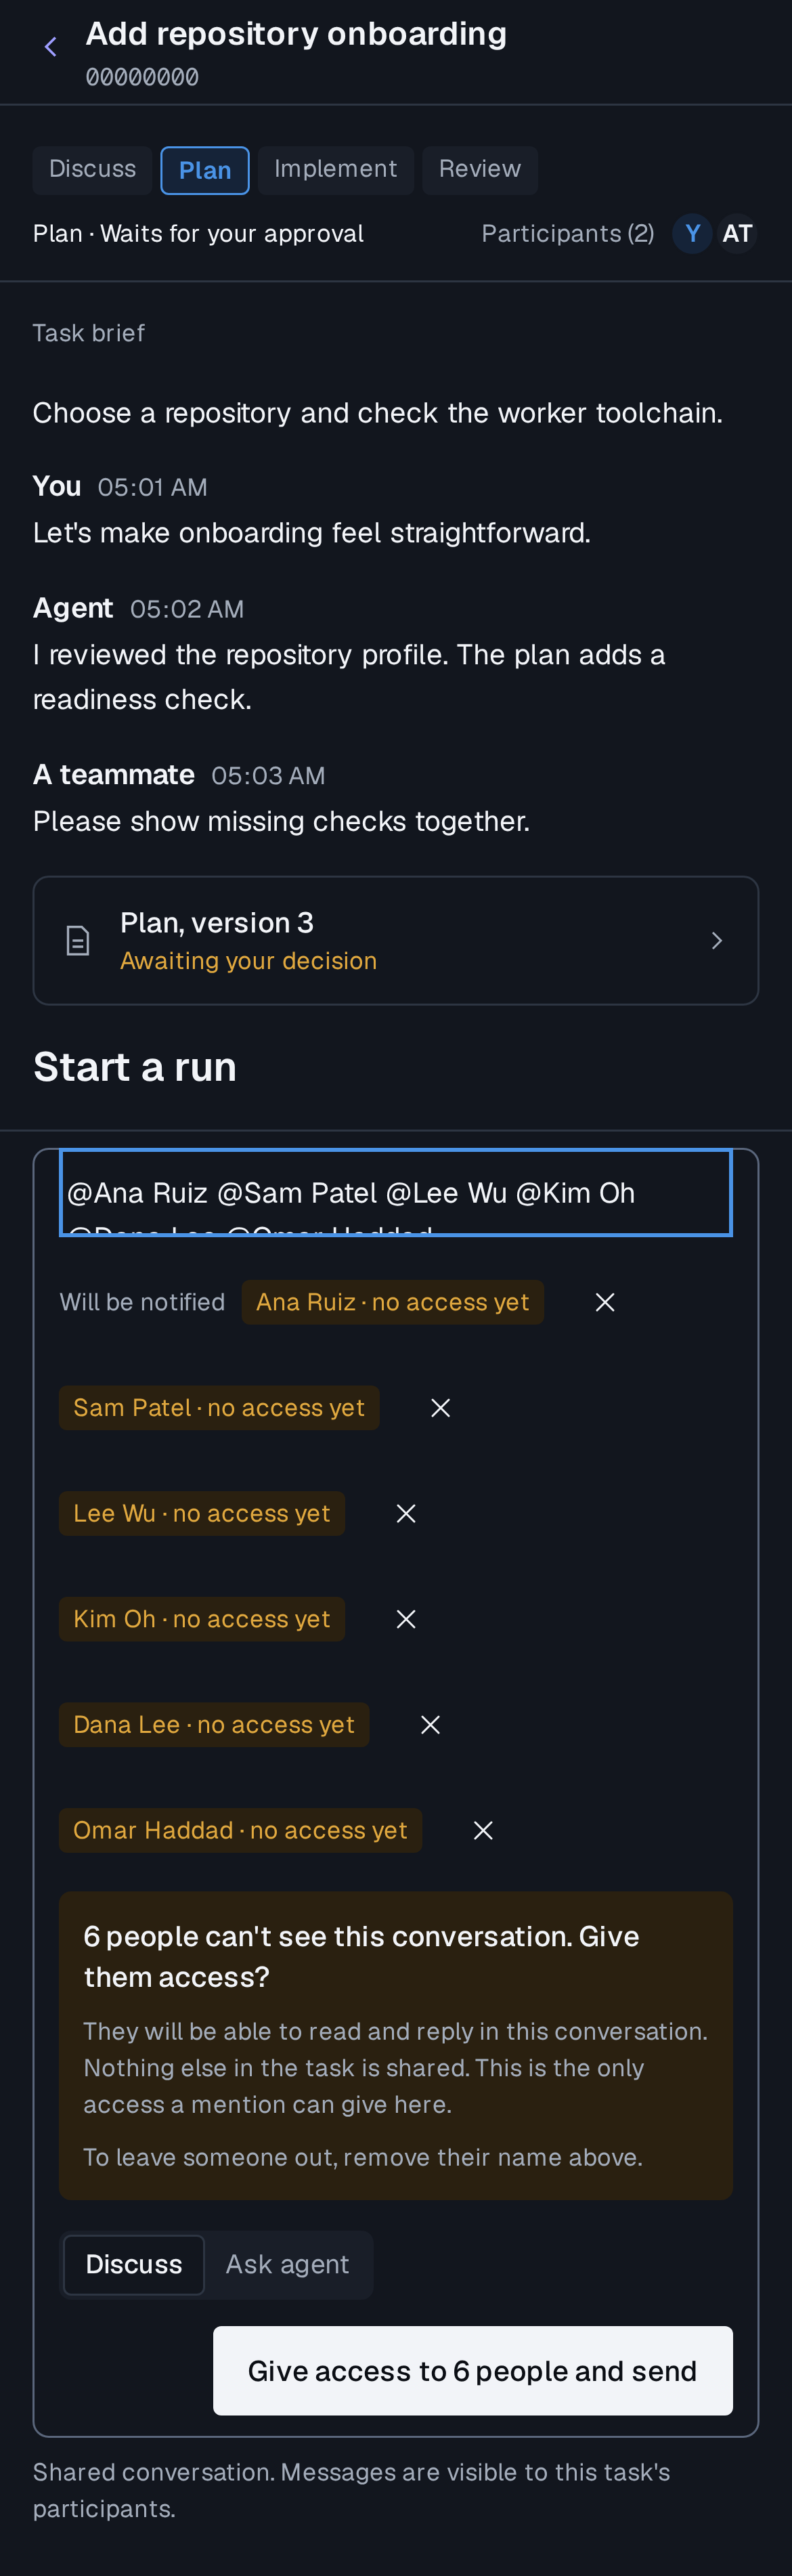 Add repository onboarding
00000000
Discuss Plan Implement Review
Plan · Waits for your approval Participants (2) Y AT
Task brief
Choose a repository and check the worker toolchain.
You 05:01 AM
Let's make onboarding feel straightforward.
Agent 05:02 AM
I reviewed the repository profile. The plan adds a
readiness check.
A teammate 05:03 AM
Please show missing checks together.
Plan, version 3
Awaiting your decision
Start a run
@Ana Ruiz @Sam Patel @Lee Wu @Kim Oh
@Dana Lee @Omar Haddad
Will be notified Ana Ruiz · no access yet
Sam Patel · no access yet
Lee Wu · no access yet
Kim Oh · no access yet
Dana Lee · no access yet
Omar Haddad · no access yet
6 people can't see this conversation. Give
them access?
They will be able to read and reply in this conversation.
Nothing else in the task is shared. This is the only
access a mention can give here.
To leave someone out, remove their name above.
Discuss Ask agent
Give access to 6 people and send
Shared conversation. Messages are visible to this task's
participants.